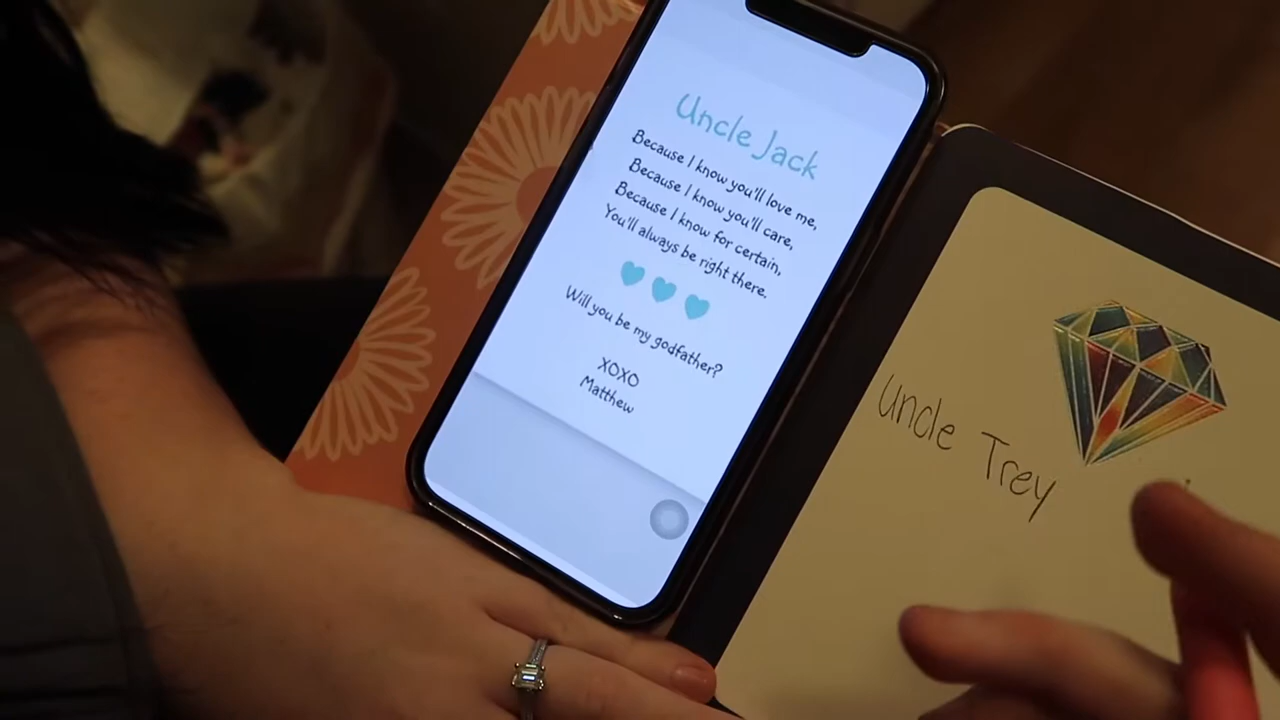 Uncle Jack
Because I know you'll love me,
Because I know you'll care,
Because I know for certain,
You'll always be right there.
Will you be my godfather?
XOXO
Matthew
Uncle Trey